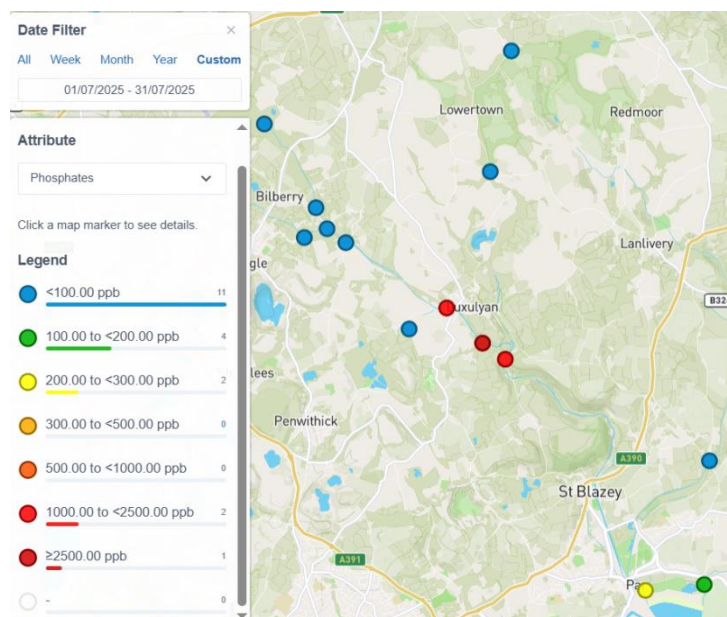 Date Filter ×
All Week Month Year Custom
01/07/2025 - 31/07/2025
Attribute
Phosphates
Click a map marker to see details.
Legend
<100.00 ppb 11
100.00 to <200.00 ppb 4
200.00 to <300.00 ppb 2
300.00 to <500.00 ppb 0
500.00 to <1000.00 ppb 0
1000.00 to <2500.00 ppb 2
≥2500.00 ppb 1
- 0
Lowertown
Redmoor
Bilberry
Lanlivery
gle
B32
uxulyan
lees
Penwithick
A390
St Blazey
A391
Pa